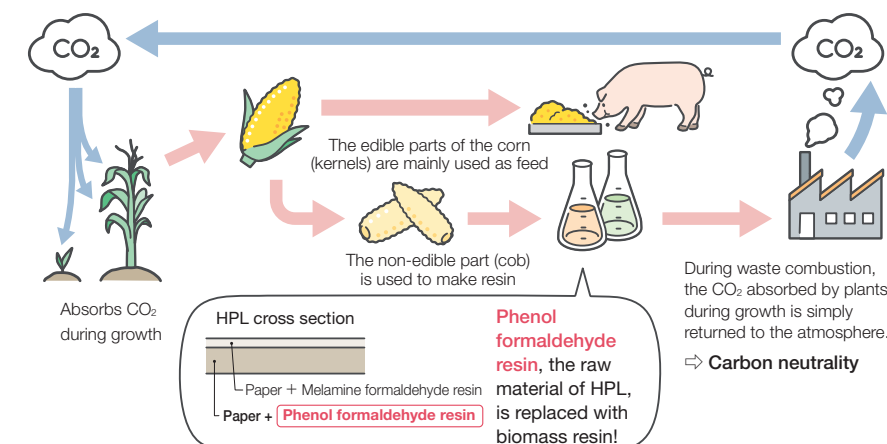 CO₂
CO₂
The edible parts of the corn
(kernels) are mainly used as feed
The non-edible part (cob)
is used to make resin
Absorbs CO₂
during growth
During waste combustion,
the CO₂ absorbed by plants
during growth is simply
returned to the atmosphere.
⇨ Carbon neutrality
HPL cross section
Paper + Melamine formaldehyde resin
Paper + Phenol formaldehyde resin
Phenol
formaldehyde
resin, the raw
material of HPL,
is replaced with
biomass resin!